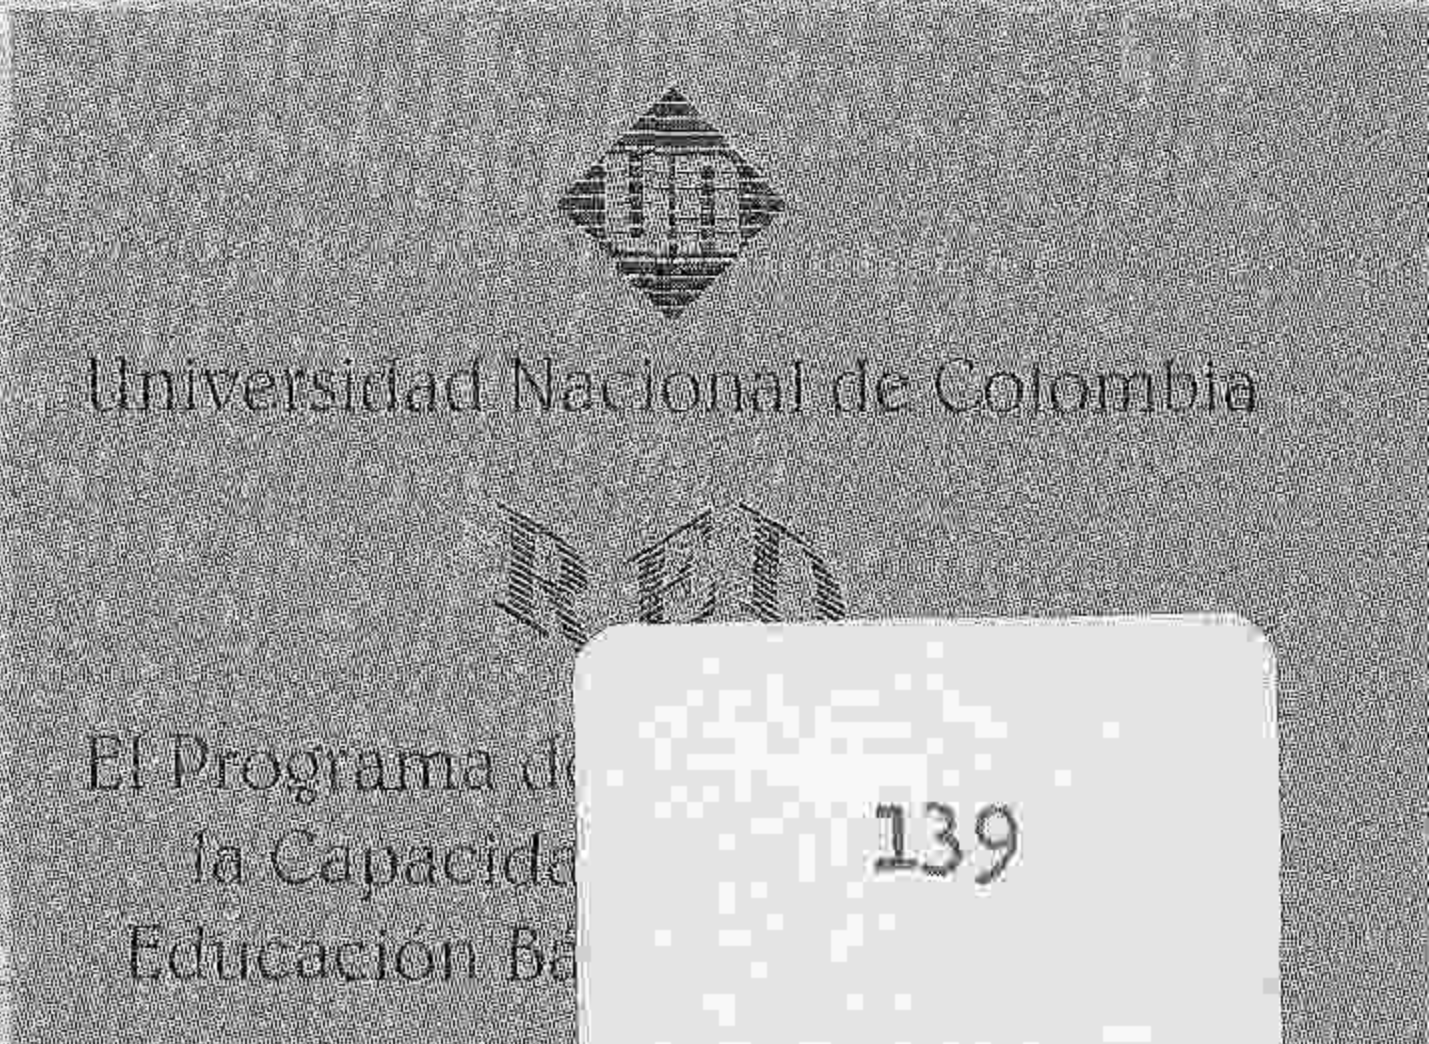 Universidad Nacional de Colombia
RED
El Programa de
la Capacida
Educación Bá
139